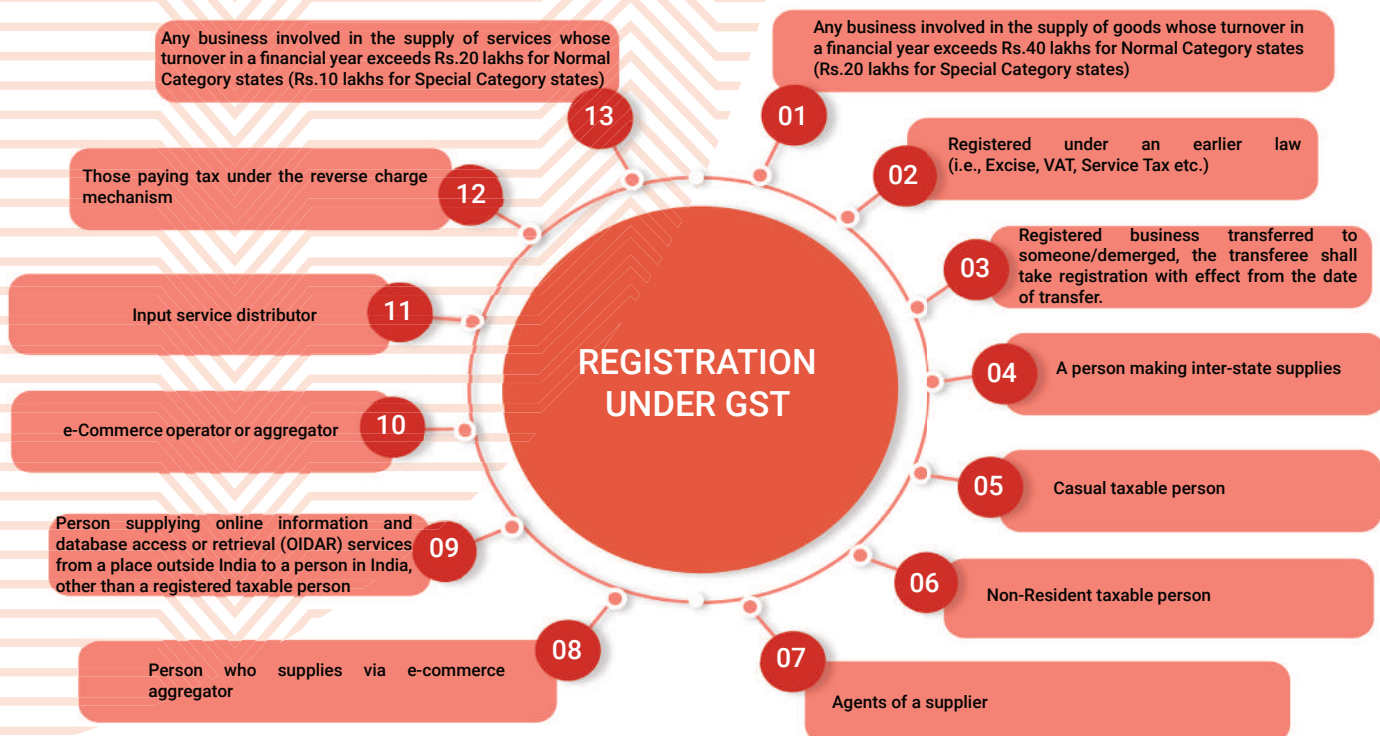 REGISTRATION
UNDER GST
01
Any business involved in the supply of goods whose turnover in
a financial year exceeds Rs.40 lakhs for Normal Category states
(Rs.20 lakhs for Special Category states)
02
Registered under an earlier law
(i.e., Excise, VAT, Service Tax etc.)
03
Registered business transferred to
someone/demerged, the transferee shall
take registration with effect from the date
of transfer.
04
A person making inter-state supplies
05
Casual taxable person
06
Non-Resident taxable person
07
Agents of a supplier
08
Person who supplies via e-commerce
aggregator
09
Person supplying online information and
database access or retrieval (OIDAR) services
from a place outside India to a person in India,
other than a registered taxable person
10
e-Commerce operator or aggregator
11
Input service distributor
12
Those paying tax under the reverse charge
mechanism
13
Any business involved in the supply of services whose
turnover in a financial year exceeds Rs.20 lakhs for Normal
Category states (Rs.10 lakhs for Special Category states)